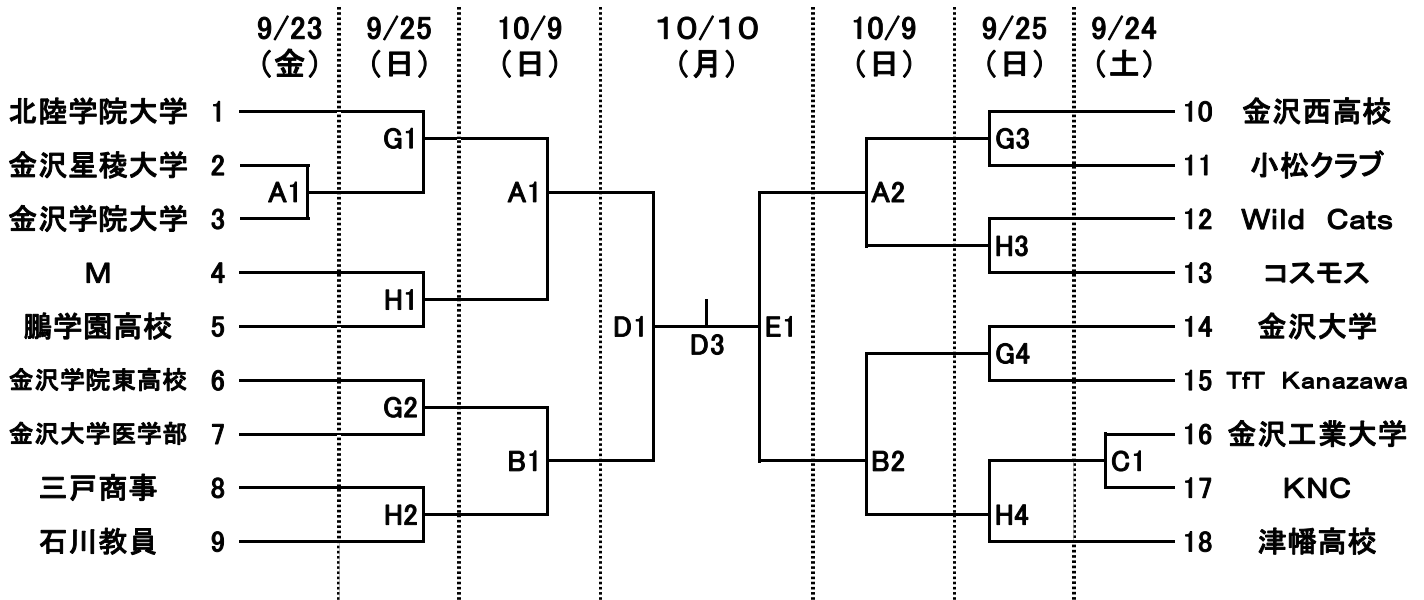 9/23 9/25 10/9 10/10 10/9 9/25 9/24
（金） （日） （日） （月） （日） （日） （土）
北陸学院大学 1 10 金沢西高校
G1 G3
金沢星稜大学 2 11 小松クラブ
A1 A1 A2
金沢学院大学 3 12 Wild Cats
H3
M 4 13 コスモス
H1
鵬学園高校 5 D1 E1 14 金沢大学
D3 G4
金沢学院東高校 6 15 TfT Kanazawa
G2
金沢大学医学部 7 16 金沢工業大学
B1 B2 C1
三戸商事 8 17 KNC
H2 H4
石川教員 9 18 津幡高校